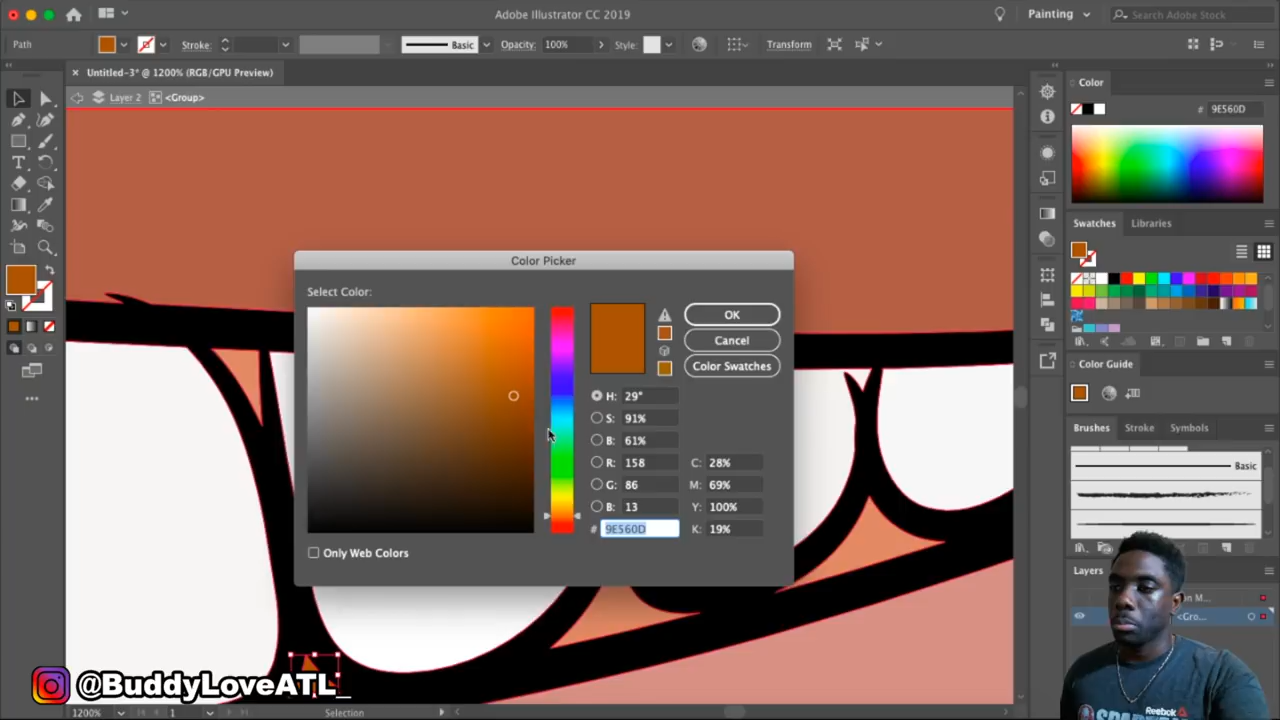 Adobe Illustrator CC 2019
Painting
Search Adobe Stock
Path
Stroke:
Basic
Opacity:
100%
Style:
Transform
Untitled-3* @ 1200% (RGB/GPU Preview)
Layer 2
<Group>
Color
# 9E560D
Swatches
Libraries
Color Picker
Select Color:
OK
Cancel
Color Swatches
H: 29°
S: 91%
B: 61%
R: 158
C: 28%
G: 86
M: 69%
B: 13
Y: 100%
# 9E560D
K: 19%
Only Web Colors
Color Guide
Brushes
Stroke
Symbols
Basic
Layers
<Gro...
@BuddyLoveATL_
Reebok
1200%
1
Selection